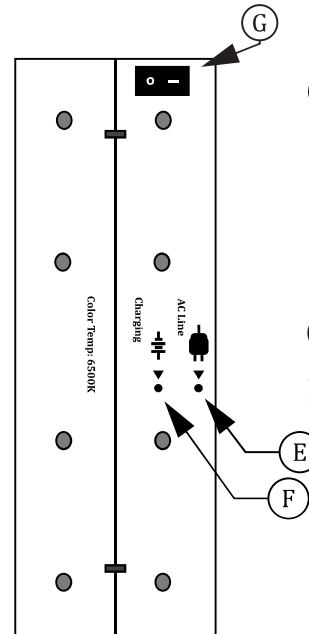 G
O —
Color Temp: 6500K
Charging
AC Line
E
F